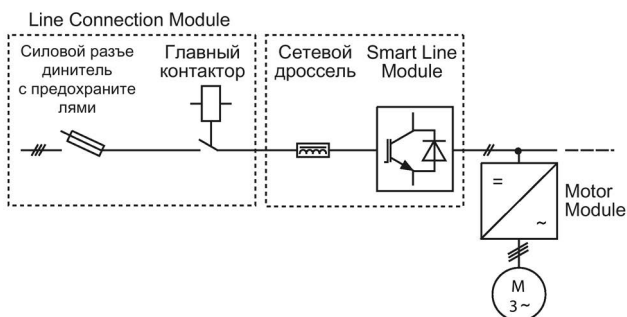 Line Connection Module
Силовой разъе
динитель
с предохраните
лями
Главный
контактор
Сетевой
дроссель
Smart Line
Module
=
~
Motor
Module
M
3~